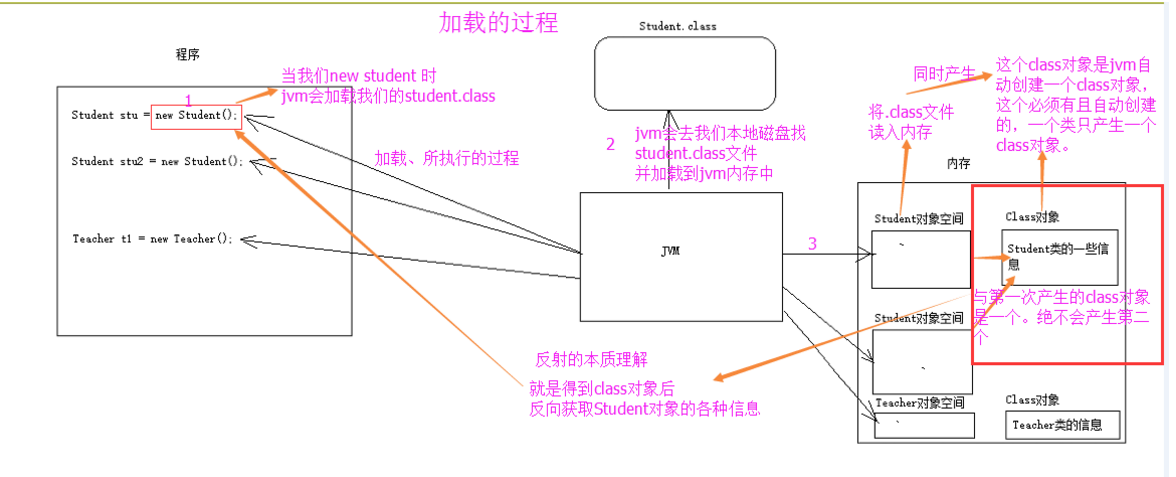 加载的过程
Student.class
程序
当我们new student 时
jvm会加载我们的student.class
1
Student stu = new Student();
Student stu2 = new Student();
Teacher t1 = new Teacher();
加载、所执行的过程
2
jvm会去我们本地磁盘找
student.class文件
并加载到jvm内存中
JVM
3
同时产生
将.class文件
读入内存
这个class对象是jvm自
动创建一个class对象，
这个必须有且自动创建
的，一个类只产生一个
class对象。
内存
Student对象空间
Class对象
Student类的一些信
息
与第一次产生的class对象
是一个。绝不会产生第二
个
Student对象空间
反射的本质理解
就是得到class对象后
反向获取Student对象的各种信息
Teacher对象空间
Class对象
Teacher类的信息